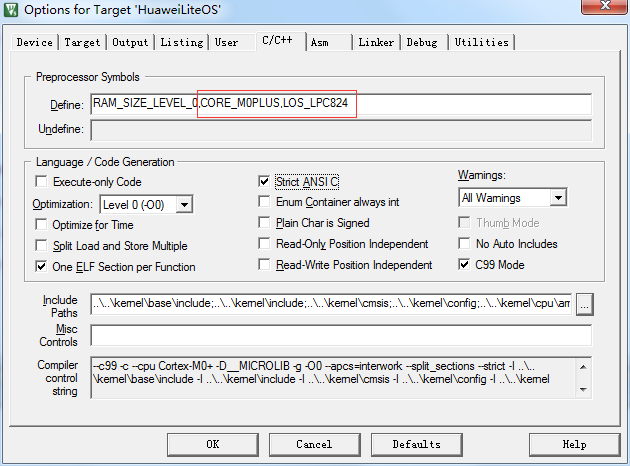 Options for Target 'HuaweiLiteOS'
Device Target Output Listing User C/C++ Asm Linker Debug Utilities
Preprocessor Symbols
Define: RAM_SIZE_LEVEL_0,CORE_M0PLUS,LOS_LPC824
Undefine:
Language / Code Generation
Execute-only Code
Optimization: Level 0 (-O0)
Optimize for Time
Split Load and Store Multiple
One ELF Section per Function
Strict ANSI C
Enum Container always int
Plain Char is Signed
Read-Only Position Independent
Read-Write Position Independent
Warnings:
All Warnings
Thumb Mode
No Auto Includes
C99 Mode
Include
Paths
..\..\kernel\base\include;..\..\kernel\include;..\..\kernel\cmsis;..\..\kernel\config;..\..\kernel\cpu\arm
...
Misc
Controls
Compiler
control
string
--c99 -c --cpu Cortex-M0+ -D__MICROLIB -g -O0 --apcs=interwork --split_sections --strict -I ..\..
\kernel\base\include -I ..\..\kernel\include -I ..\..\kernel\cmsis -I ..\..\kernel\config -I ..\..\kernel
OK Cancel Defaults Help